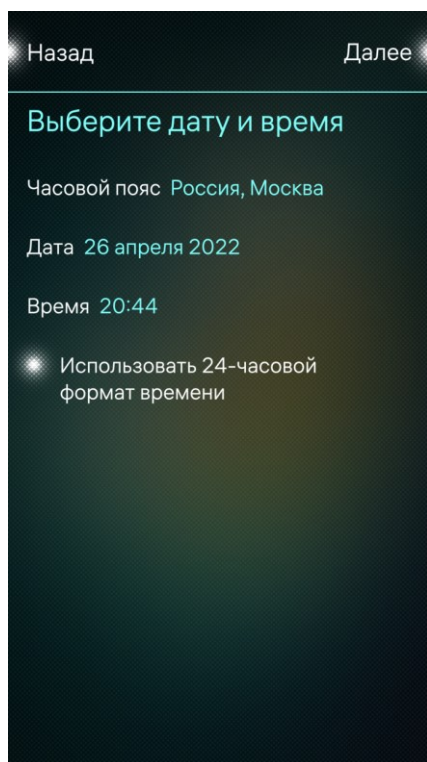 Назад Далее
Выберите дату и время
Часовой пояс Россия, Москва
Дата 26 апреля 2022
Время 20:44
Использовать 24-часовой
формат времени